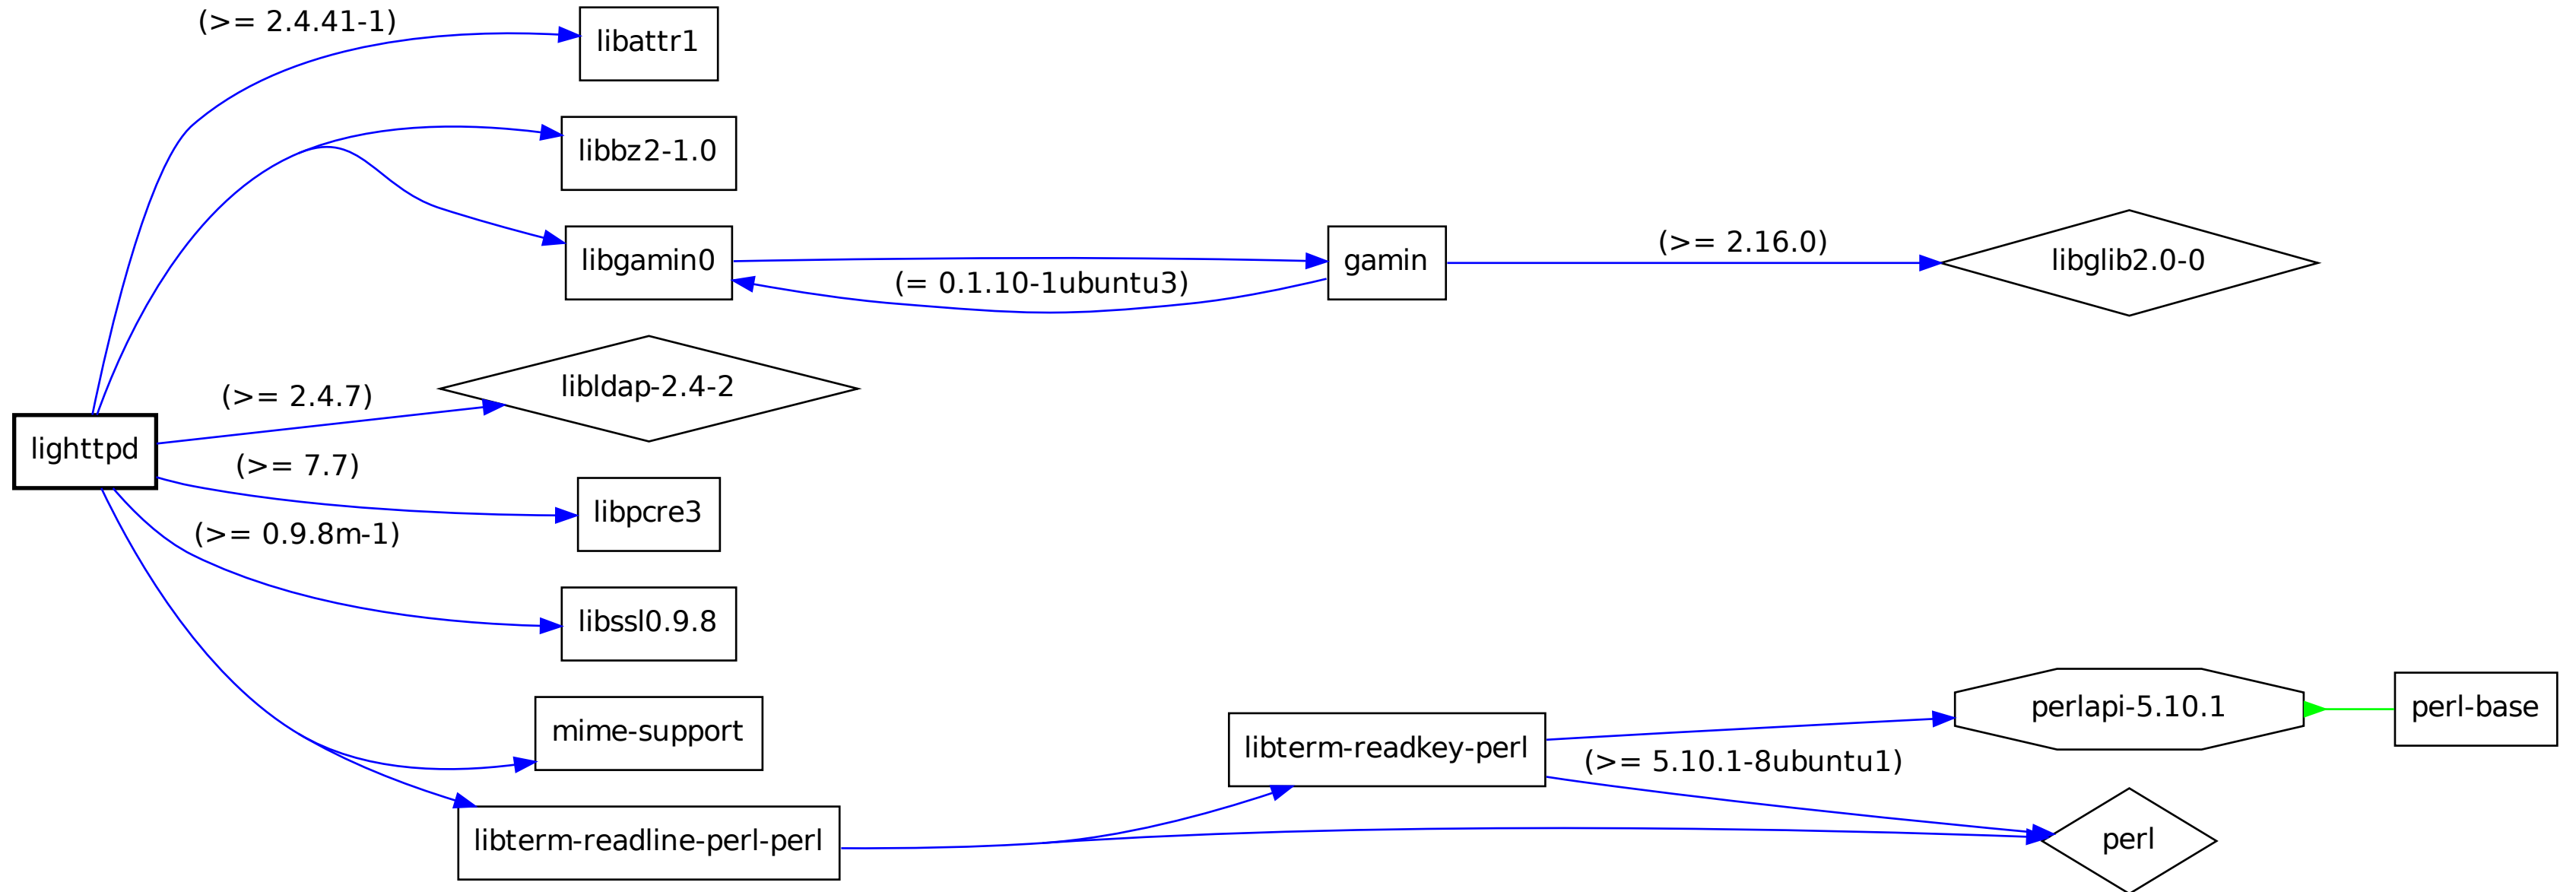 (>= 2.4.41-1)
libattr1
libbz2-1.0
libgamin0
(= 0.1.10-1ubuntu3)
gamin
(>= 2.16.0)
libglib2.0-0
(>= 2.4.7)
libldap-2.4-2
lighttpd
(>= 7.7)
libpcre3
(>= 0.9.8m-1)
libssl0.9.8
mime-support
libterm-readline-perl-perl
libterm-readkey-perl
(>= 5.10.1-8ubuntu1)
perlapi-5.10.1
perl-base
perl